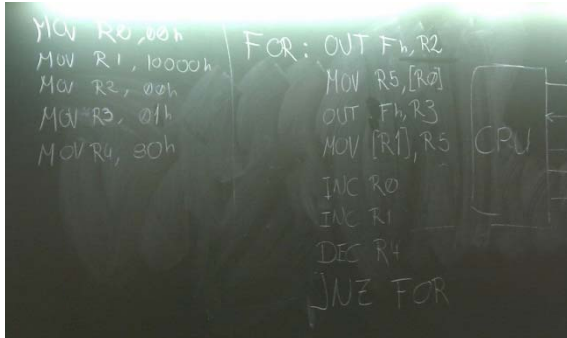 MOV R0,00h
MOV R1, 10000h
MOV R2, 00h
MOV R3, 01h
MOV R4, 80h
FOR: OUT Fh,R2
MOV R5,[R0]
OUT Fh,R3
MOV [R1],R5
INC R0
INC R1
DEC R4
JNZ FOR
CPU